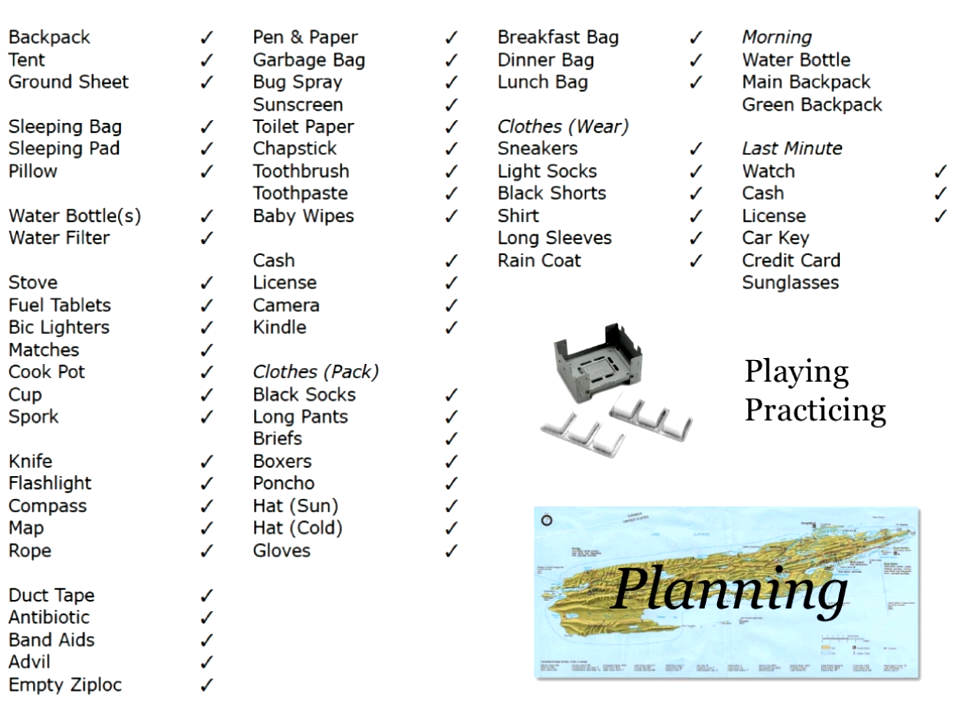 Backpack ✓
Tent ✓
Ground Sheet ✓
Sleeping Bag ✓
Sleeping Pad ✓
Pillow ✓
Water Bottle(s) ✓
Water Filter ✓
Stove ✓
Fuel Tablets ✓
Bic Lighters ✓
Matches ✓
Cook Pot ✓
Cup ✓
Spork ✓
Knife ✓
Flashlight ✓
Compass ✓
Map ✓
Rope ✓
Duct Tape ✓
Antibiotic ✓
Band Aids ✓
Advil ✓
Empty Ziploc ✓
Pen & Paper ✓
Garbage Bag ✓
Bug Spray ✓
Sunscreen ✓
Toilet Paper ✓
Chapstick ✓
Toothbrush ✓
Toothpaste ✓
Baby Wipes ✓
Cash ✓
License ✓
Camera ✓
Kindle ✓
Clothes (Pack)
Black Socks ✓
Long Pants ✓
Briefs ✓
Boxers ✓
Poncho ✓
Hat (Sun) ✓
Hat (Cold) ✓
Gloves ✓
Breakfast Bag ✓
Dinner Bag ✓
Lunch Bag ✓
Clothes (Wear)
Sneakers ✓
Light Socks ✓
Black Shorts ✓
Shirt ✓
Long Sleeves ✓
Rain Coat ✓
Morning
Water Bottle
Main Backpack
Green Backpack
Last Minute
Watch ✓
Cash ✓
License ✓
Car Key
Credit Card
Sunglasses
Playing
Practicing
Planning